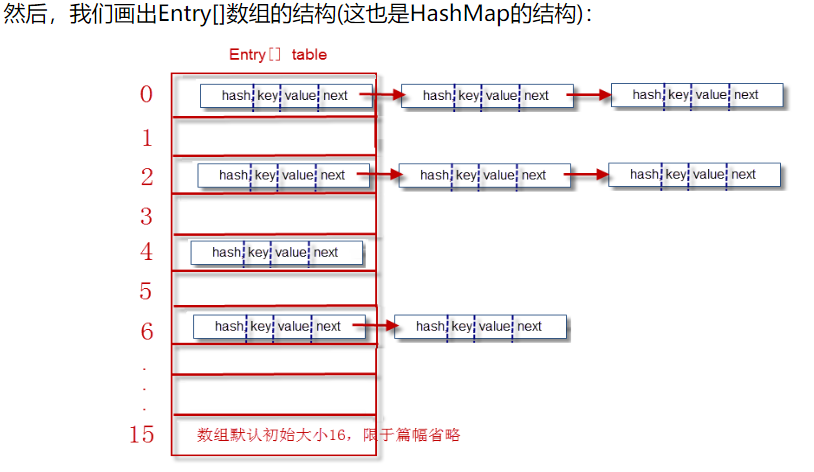 然后，我们画出Entry[]数组的结构(这也是HashMap的结构)：
Entry[] table
0 hash key value next hash key value next hash key value next
1
2 hash key value next hash key value next hash key value next
3
4 hash key value next
5
6 hash key value next hash key value next
.
.
.
15 数组默认初始大小16，限于篇幅省略